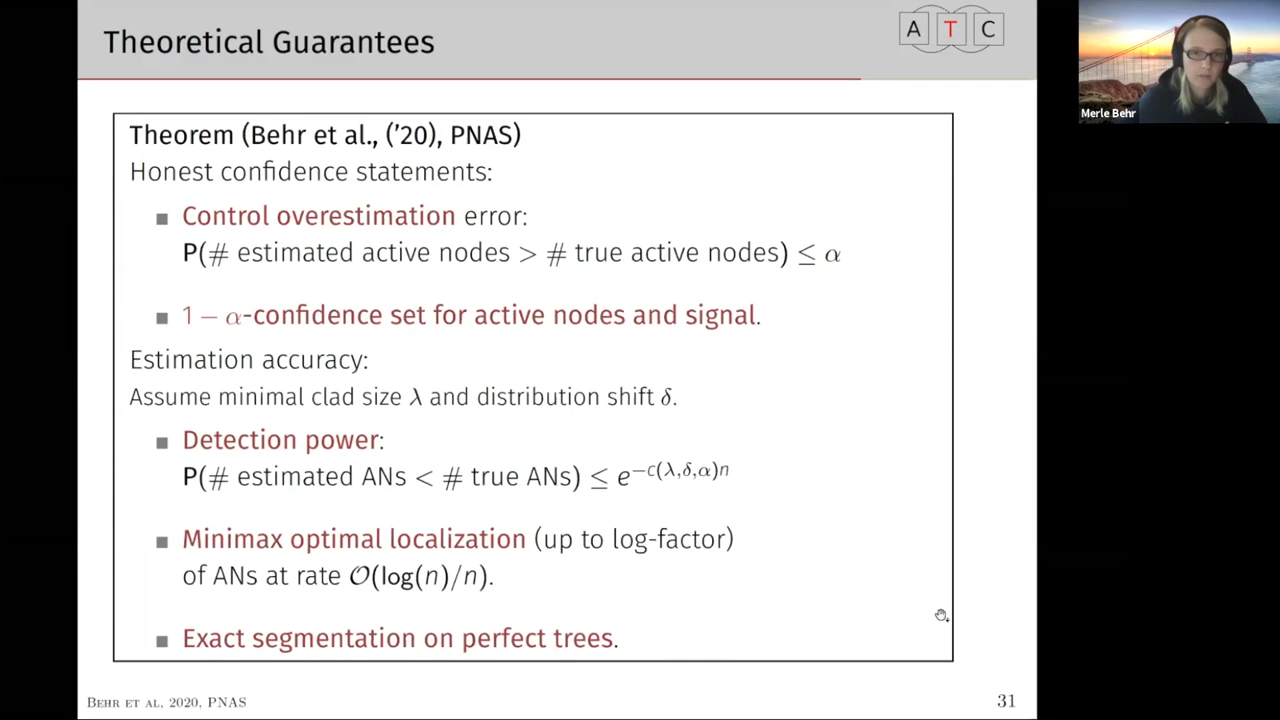 Theoretical Guarantees
A T C
Merle Behr
Theorem (Behr et al., ('20), PNAS)
Honest confidence statements:
■ Control overestimation error:
P(# estimated active nodes > # true active nodes) ≤ α
■ 1 − α-confidence set for active nodes and signal.
Estimation accuracy:
Assume minimal clad size λ and distribution shift δ.
■ Detection power:
P(# estimated ANs < # true ANs) ≤ e^{−c(λ,δ,α)n}
■ Minimax optimal localization (up to log-factor)
of ANs at rate 𝒪(log(n)/n).
■ Exact segmentation on perfect trees.
BEHR ET AL, 2020, PNAS
31